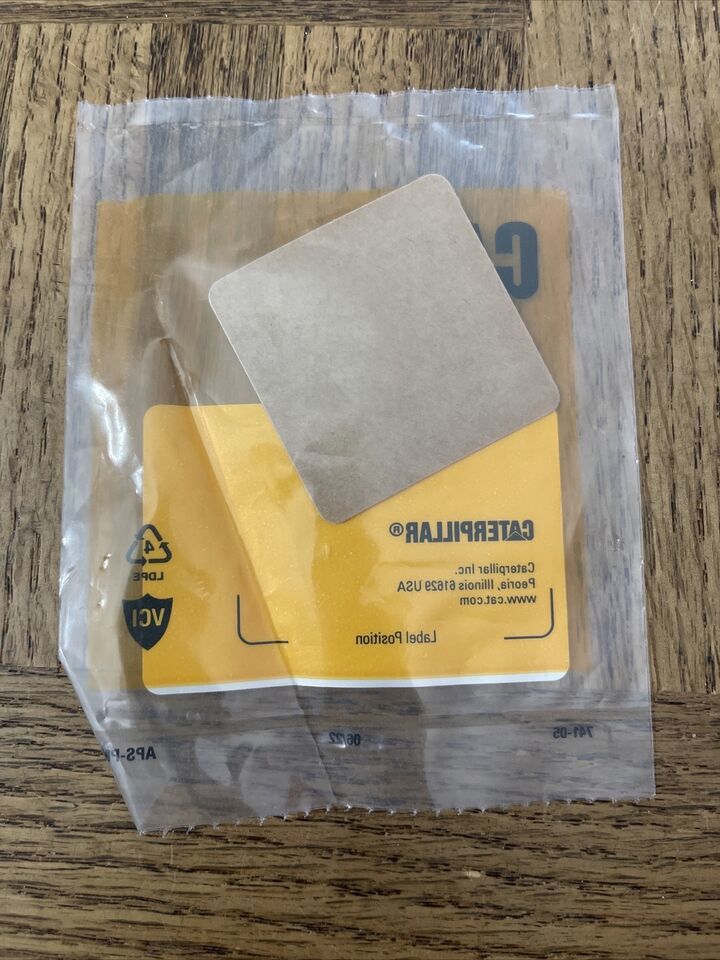 CATERPILLAR®
Caterpillar Inc.
Peoria, Illinois 61629 USA
www.cat.com
4
LDPE
VCI
Label Position
741-05
06/22